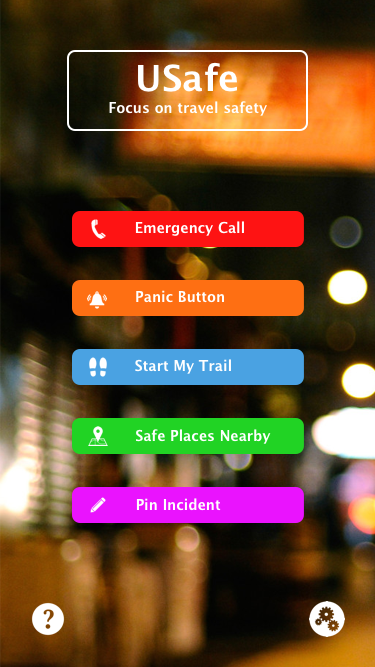 USafe
Focus on travel safety
Emergency Call
Panic Button
Start My Trail
Safe Places Nearby
Pin Incident
?